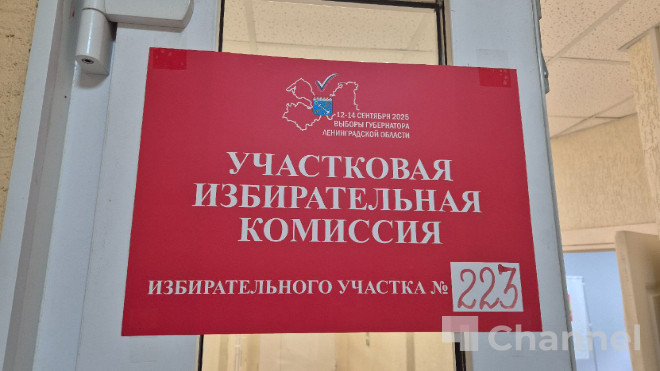 12-14 СЕНТЯБРЯ 2025
ВЫБОРЫ ГУБЕРНАТОРА
ЛЕНИНГРАДСКОЙ ОБЛАСТИ
УЧАСТКОВАЯ
ИЗБИРАТЕЛЬНАЯ
КОМИССИЯ
ИЗБИРАТЕЛЬНОГО УЧАСТКА № 223
Channel